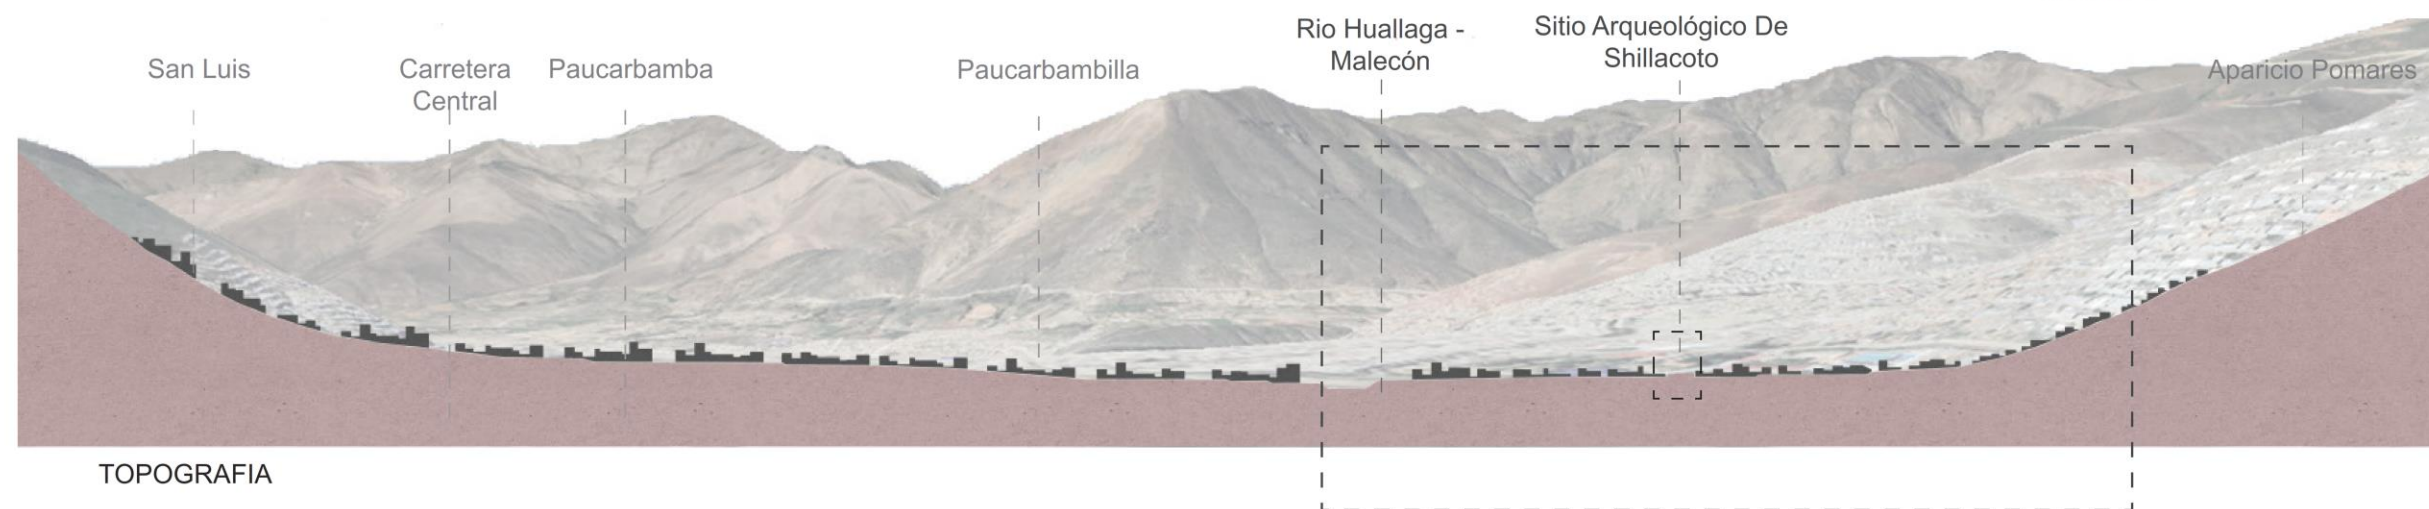 San Luis
Carretera
Central
Paucarbamba
Paucarbambilla
Rio Huallaga -
Malecón
Sitio Arqueológico De
Shillacoto
Aparicio Pomares
TOPOGRAFIA